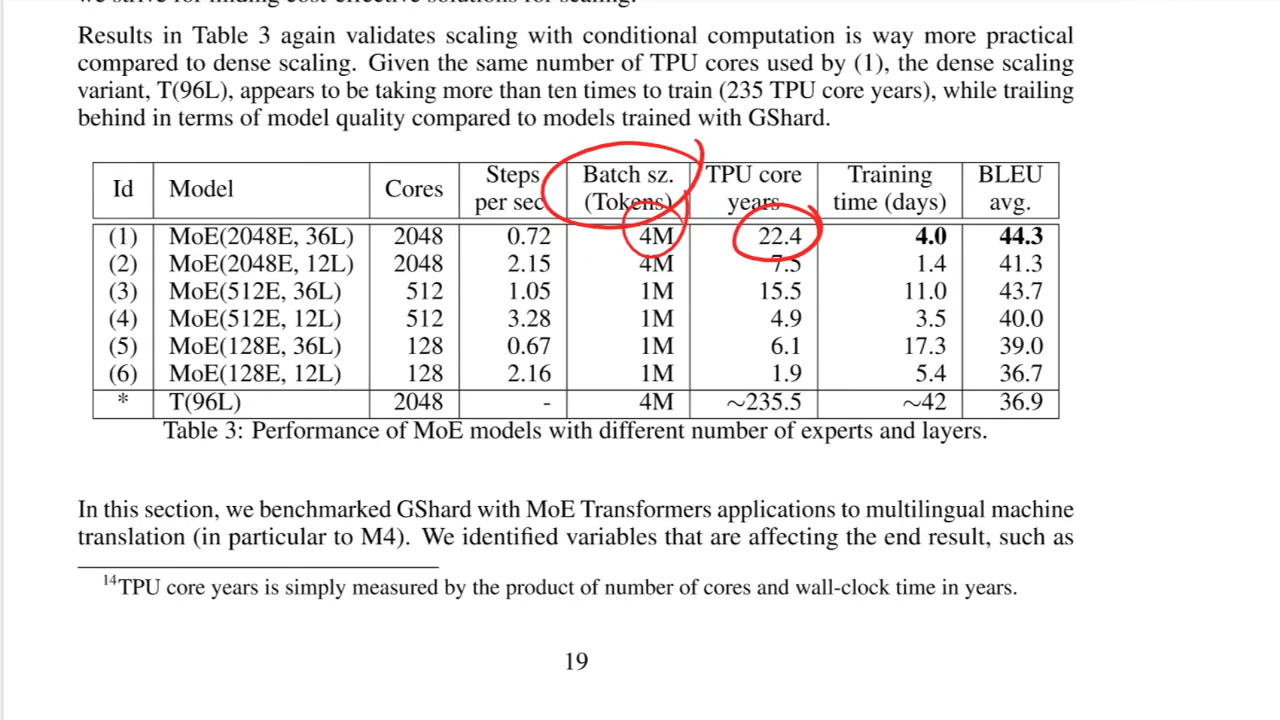 we strive for finding cost-effective solutions for scaling.
Results in Table 3 again validates scaling with conditional computation is way more practical
compared to dense scaling. Given the same number of TPU cores used by (1), the dense scaling
variant, T(96L), appears to be taking more than ten times to train (235 TPU core years), while trailing
behind in terms of model quality compared to models trained with GShard.
Id Model Cores Steps per sec Batch sz. (Tokens) TPU core years Training time (days) BLEU avg.
(1) MoE(2048E, 36L) 2048 0.72 4M 22.4 4.0 44.3
(2) MoE(2048E, 12L) 2048 2.15 4M 7.5 1.4 41.3
(3) MoE(512E, 36L) 512 1.05 1M 15.5 11.0 43.7
(4) MoE(512E, 12L) 512 3.28 1M 4.9 3.5 40.0
(5) MoE(128E, 36L) 128 0.67 1M 6.1 17.3 39.0
(6) MoE(128E, 12L) 128 2.16 1M 1.9 5.4 36.7
* T(96L) 2048 - 4M ~235.5 ~42 36.9
Table 3: Performance of MoE models with different number of experts and layers.
In this section, we benchmarked GShard with MoE Transformers applications to multilingual machine
translation (in particular to M4). We identified variables that are affecting the end result, such as
14TPU core years is simply measured by the product of number of cores and wall-clock time in years.
19